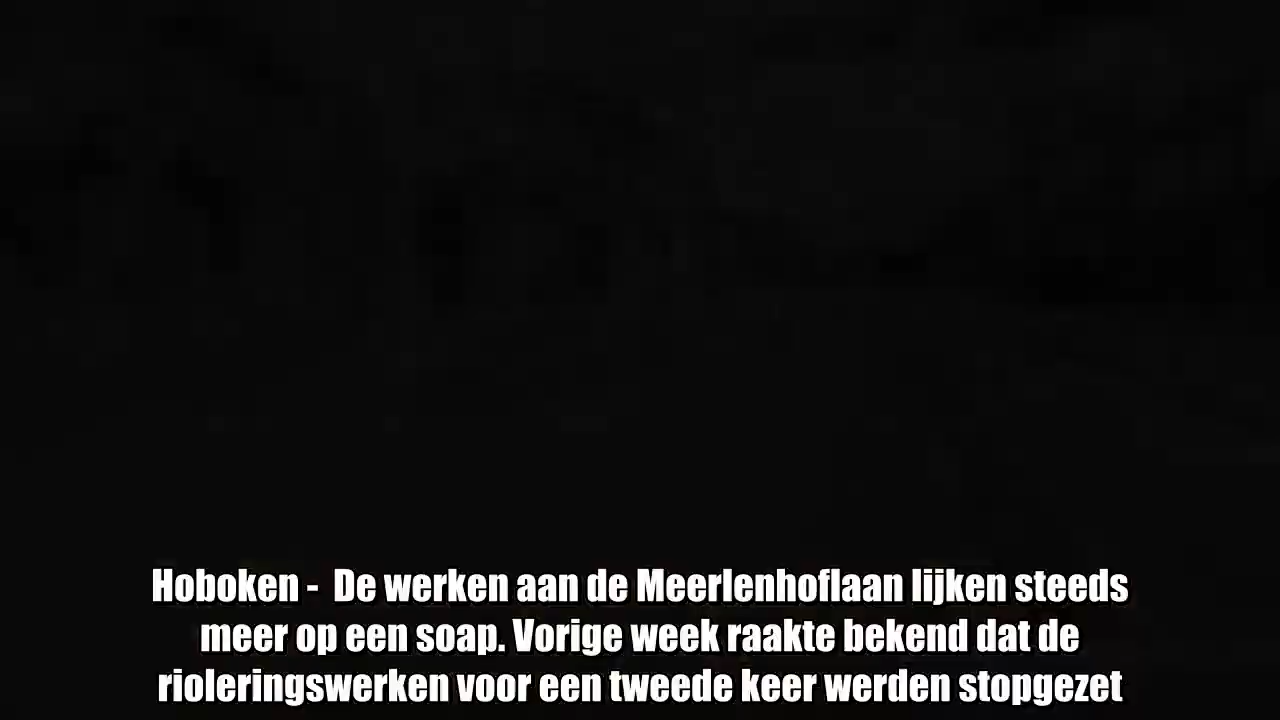 Hoboken -  De werken aan de Meerlenhoflaan lijken steeds
meer op een soap. Vorige week raakte bekend dat de
rioleringswerken voor een tweede keer werden stopgezet